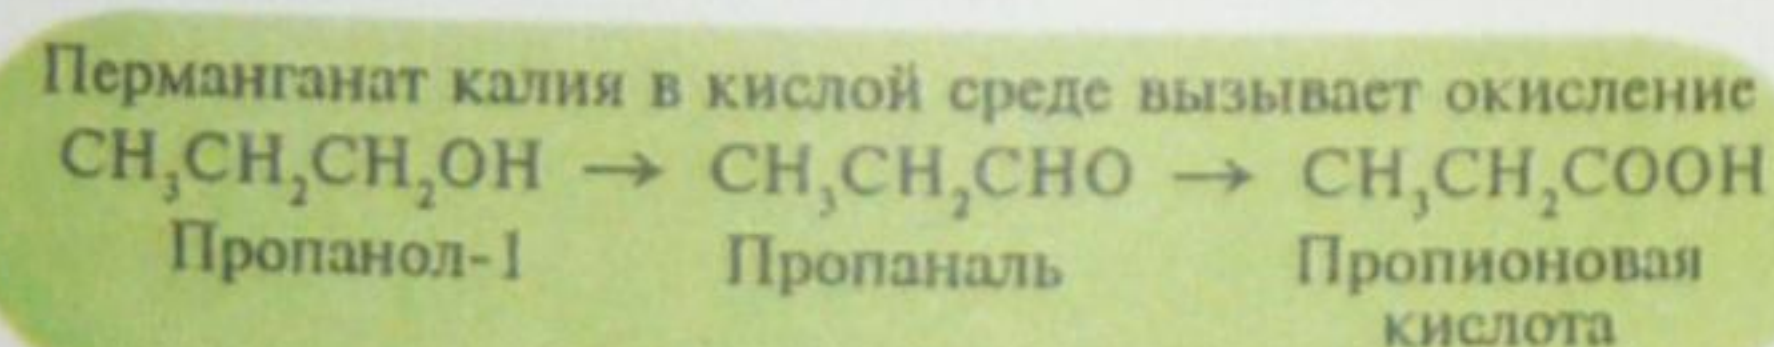 Перманганат калия в кислой среде вызывает окисление
CH₃CH₂CH₂OH → CH₃CH₂CHO → CH₃CH₂COOH
Пропанол-1 Пропаналь Пропионовая
кислота